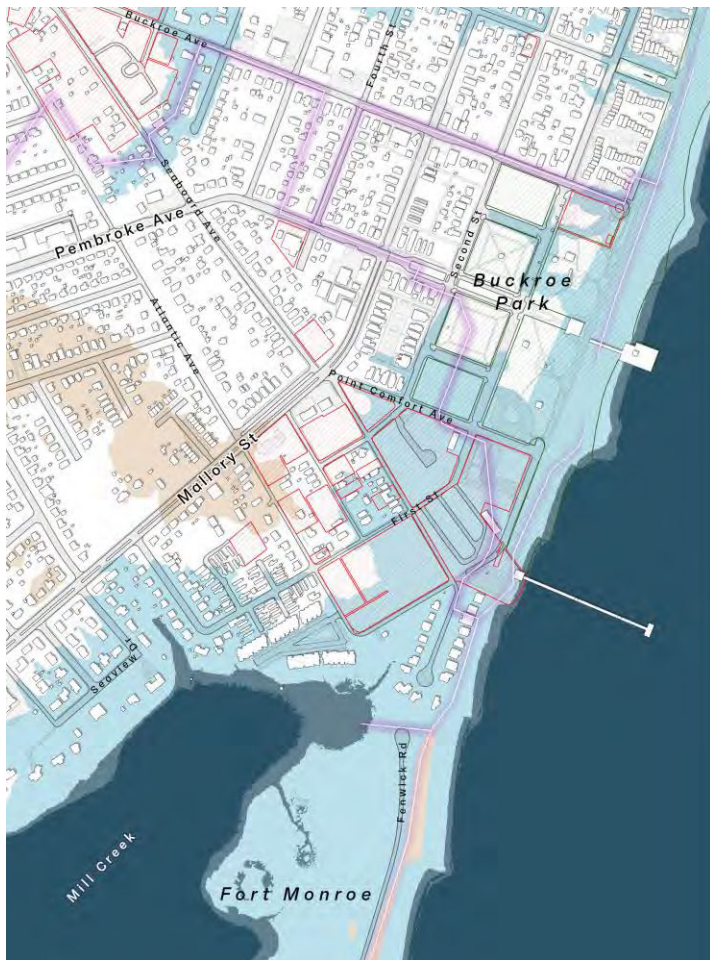 Buckroe Ave
Fourth St
Seaboard Ave
Pembroke Ave
Second St
Buckroe
Park
Atlantic Ave
Point Comfort Ave
Mallory St
First St
Seaview Dr
Fenwick Rd
Mill Creek
Fort Monroe